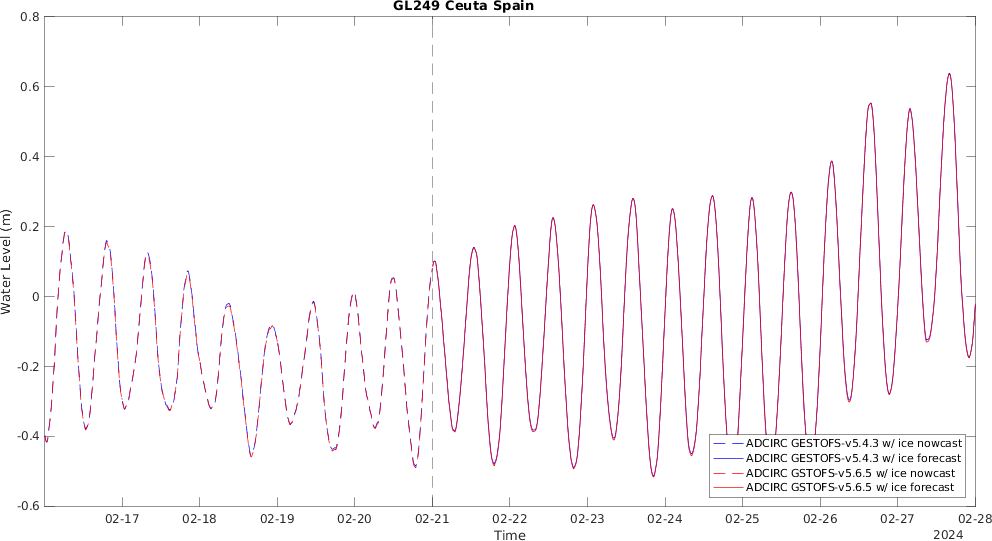 GL249 Ceuta Spain
0.8
0.6
0.4
0.2
0
-0.2
-0.4
-0.6
Water Level (m)
ADCIRC GESTOFS-v5.4.3 w/ ice nowcast
ADCIRC GESTOFS-v5.4.3 w/ ice forecast
ADCIRC GSTOFS-v5.6.5 w/ ice nowcast
ADCIRC GSTOFS-v5.6.5 w/ ice forecast
02-17 02-18 02-19 02-20 02-21 02-22 02-23 02-24 02-25 02-26 02-27 02-28
Time
2024